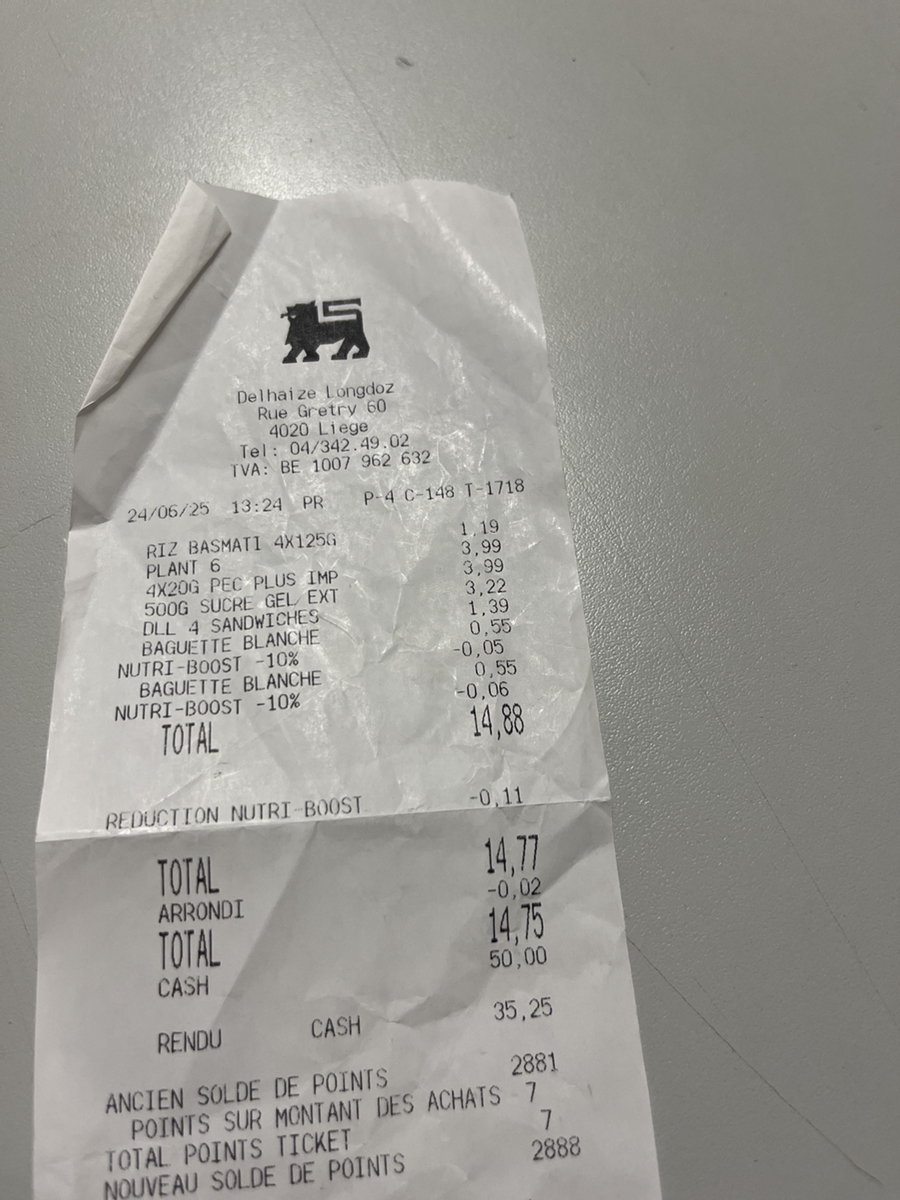 Delhaize Longdoz
Rue Gretry 60
4020 Liege
Tel: 04/342.49.02
TVA: BE 1007 962 632
24/06/25 13:24 PR P-4 C-148 T-1718
RIZ BASMATI 4X125G 1,19
PLANT 6 3,99
4X20G PEC PLUS IMP 3,99
500G SUCRE GEL EXT 3,22
DLL 4 SANDWICHES 1,39
BAGUETTE BLANCHE 0,55
NUTRI-BOOST -10% -0,05
BAGUETTE BLANCHE 0,55
NUTRI-BOOST -10% -0,06
TOTAL 14,88
REDUCTION NUTRI-BOOST -0,11
TOTAL 14,77
ARRONDI -0,02
TOTAL 14,75
CASH 50,00
RENDU CASH 35,25
ANCIEN SOLDE DE POINTS 2881
POINTS SUR MONTANT DES ACHATS 7
TOTAL POINTS TICKET 7
NOUVEAU SOLDE DE POINTS 2888